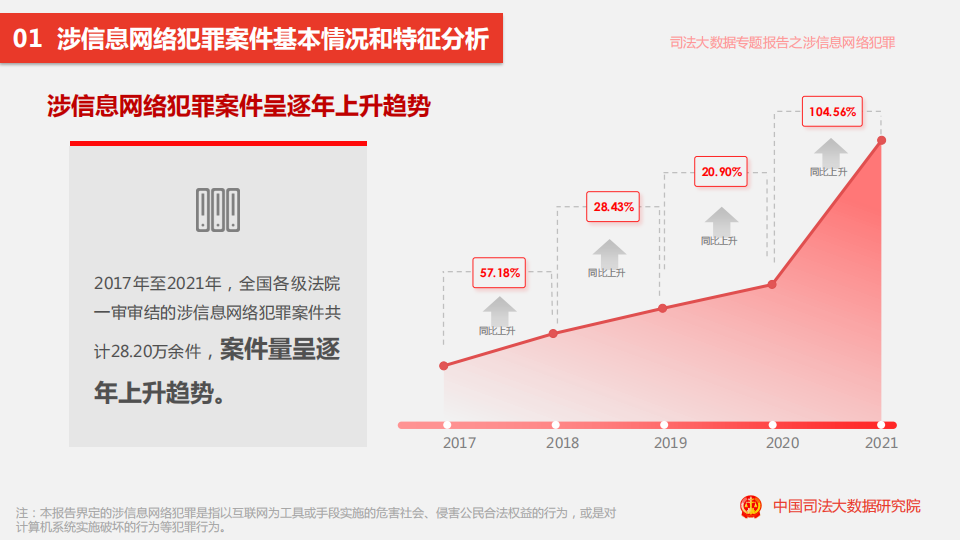 01 涉信息网络犯罪案件基本情况和特征分析
司法大数据专题报告之涉信息网络犯罪
涉信息网络犯罪案件呈逐年上升趋势
2017年至2021年，全国各级法院
一审审结的涉信息网络犯罪案件共
计28.20万余件，案件量呈逐
年上升趋势。
57.18%
同比上升
28.43%
同比上升
20.90%
同比上升
104.56%
同比上升
2017
2018
2019
2020
2021
注：本报告界定的涉信息网络犯罪是指以互联网为工具或手段实施的危害社会、侵害公民合法权益的行为，或是对
计算机系统实施破坏的行为等犯罪行为。
中国司法大数据研究院